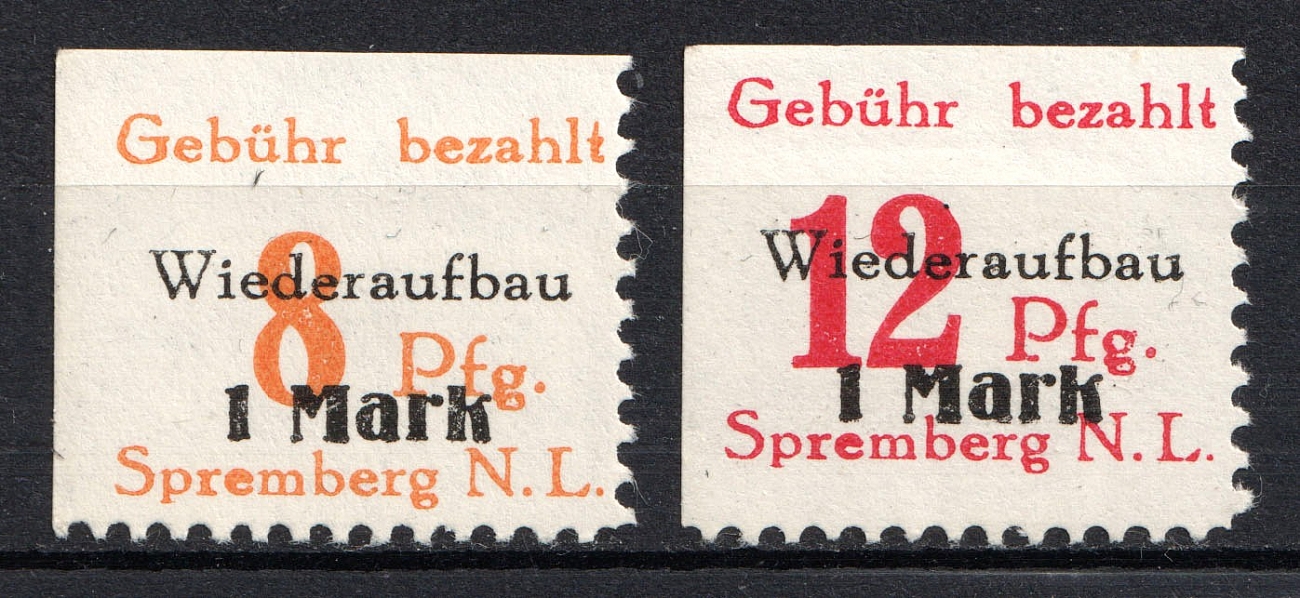 Gebühr bezahlt
8 Pfg.
Wiederaufbau
1 Mark
Spremberg N.L.
Gebühr bezahlt
12 Pfg.
Wiederaufbau
1 Mark
Spremberg N.L.